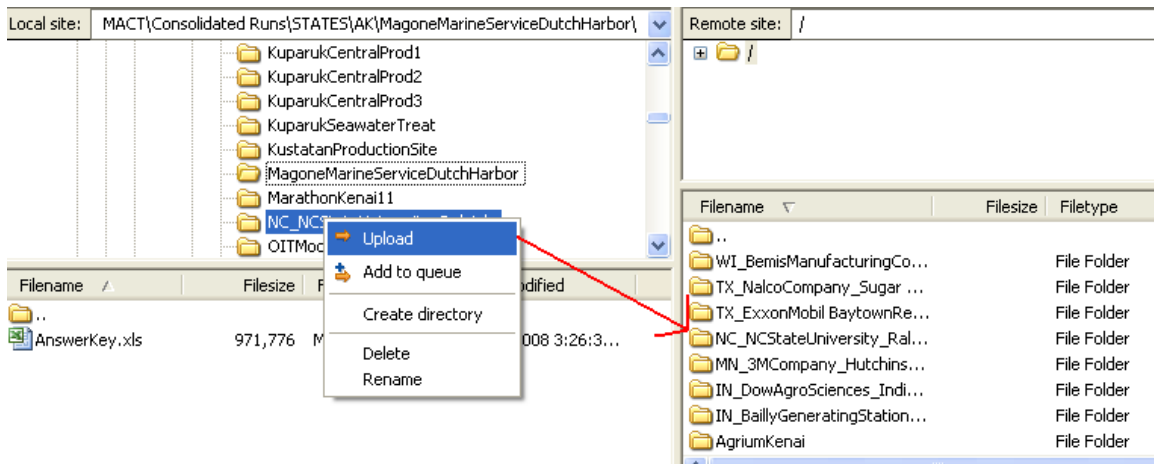 Local site: MACT\Consolidated Runs\STATES\AK\MagoneMarineServiceDutchHarbor\
KuparukCentralProd1
KuparukCentralProd2
KuparukCentralProd3
KuparukSeawaterTreat
KustatanProductionSite
MagoneMarineServiceDutchHarbor
MarathonKenai11
NC_NCSt
OITMod
Filename Filesize F odified
..
AnswerKey.xls 971,776 M 008 3:26:3...
Upload
Add to queue
Create directory
Delete
Rename
Remote site: /
/
Filename Filesize Filetype
..
WI_BemisManufacturingCo... File Folder
TX_NalcoCompany_Sugar ... File Folder
TX_ExxonMobil BaytownRe... File Folder
NC_NCStateUniversity_Ral... File Folder
MN_3MCompany_Hutchins... File Folder
IN_DowAgroSciences_Indi... File Folder
IN_BaillyGeneratingStation... File Folder
AgriumKenai File Folder